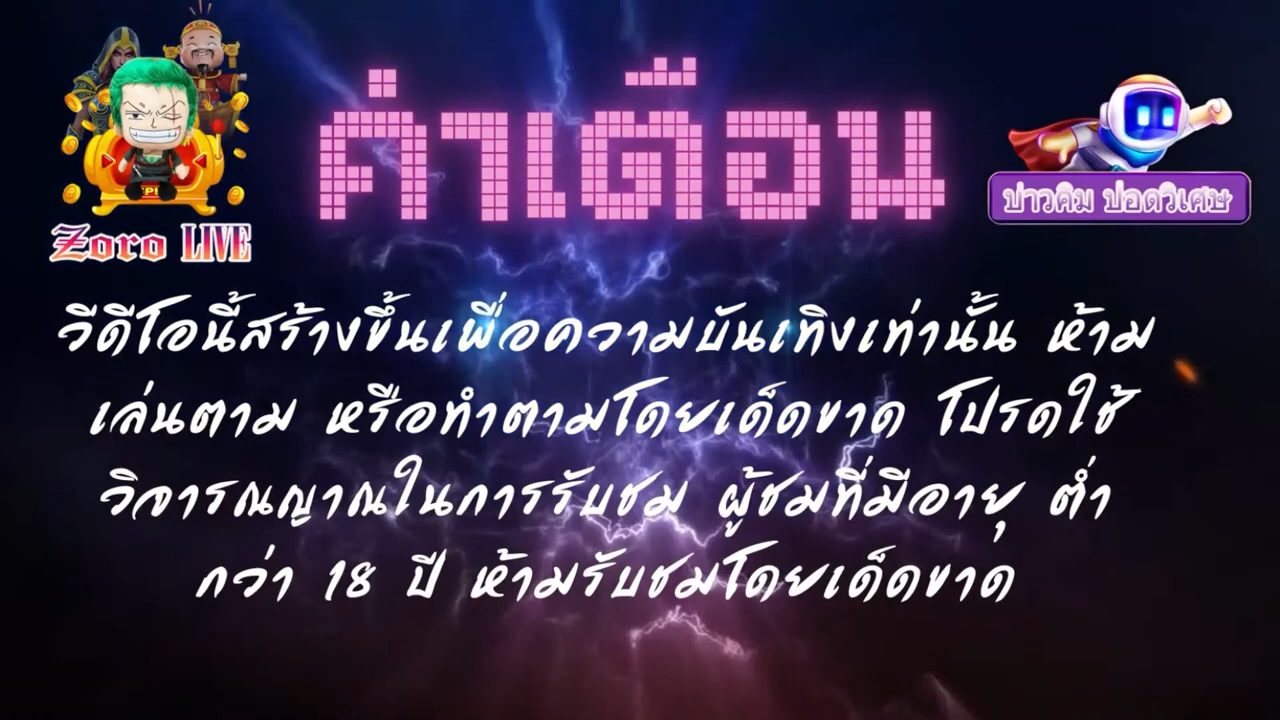 คำเตือน
Zoro LIVE
บ่าวคิม ปอดวิเศษ
วีดีโอนี้สร้างขึ้นเพื่อความบันเทิงเท่านั้น ห้าม
เล่นตาม หรือทำตามโดยเด็ดขาด โปรดใช้
วิจารณญาณในการรับชม ผู้ชมที่มีอายุ ต่ำ
กว่า 18 ปี ห้ามรับชมโดยเด็ดขาด